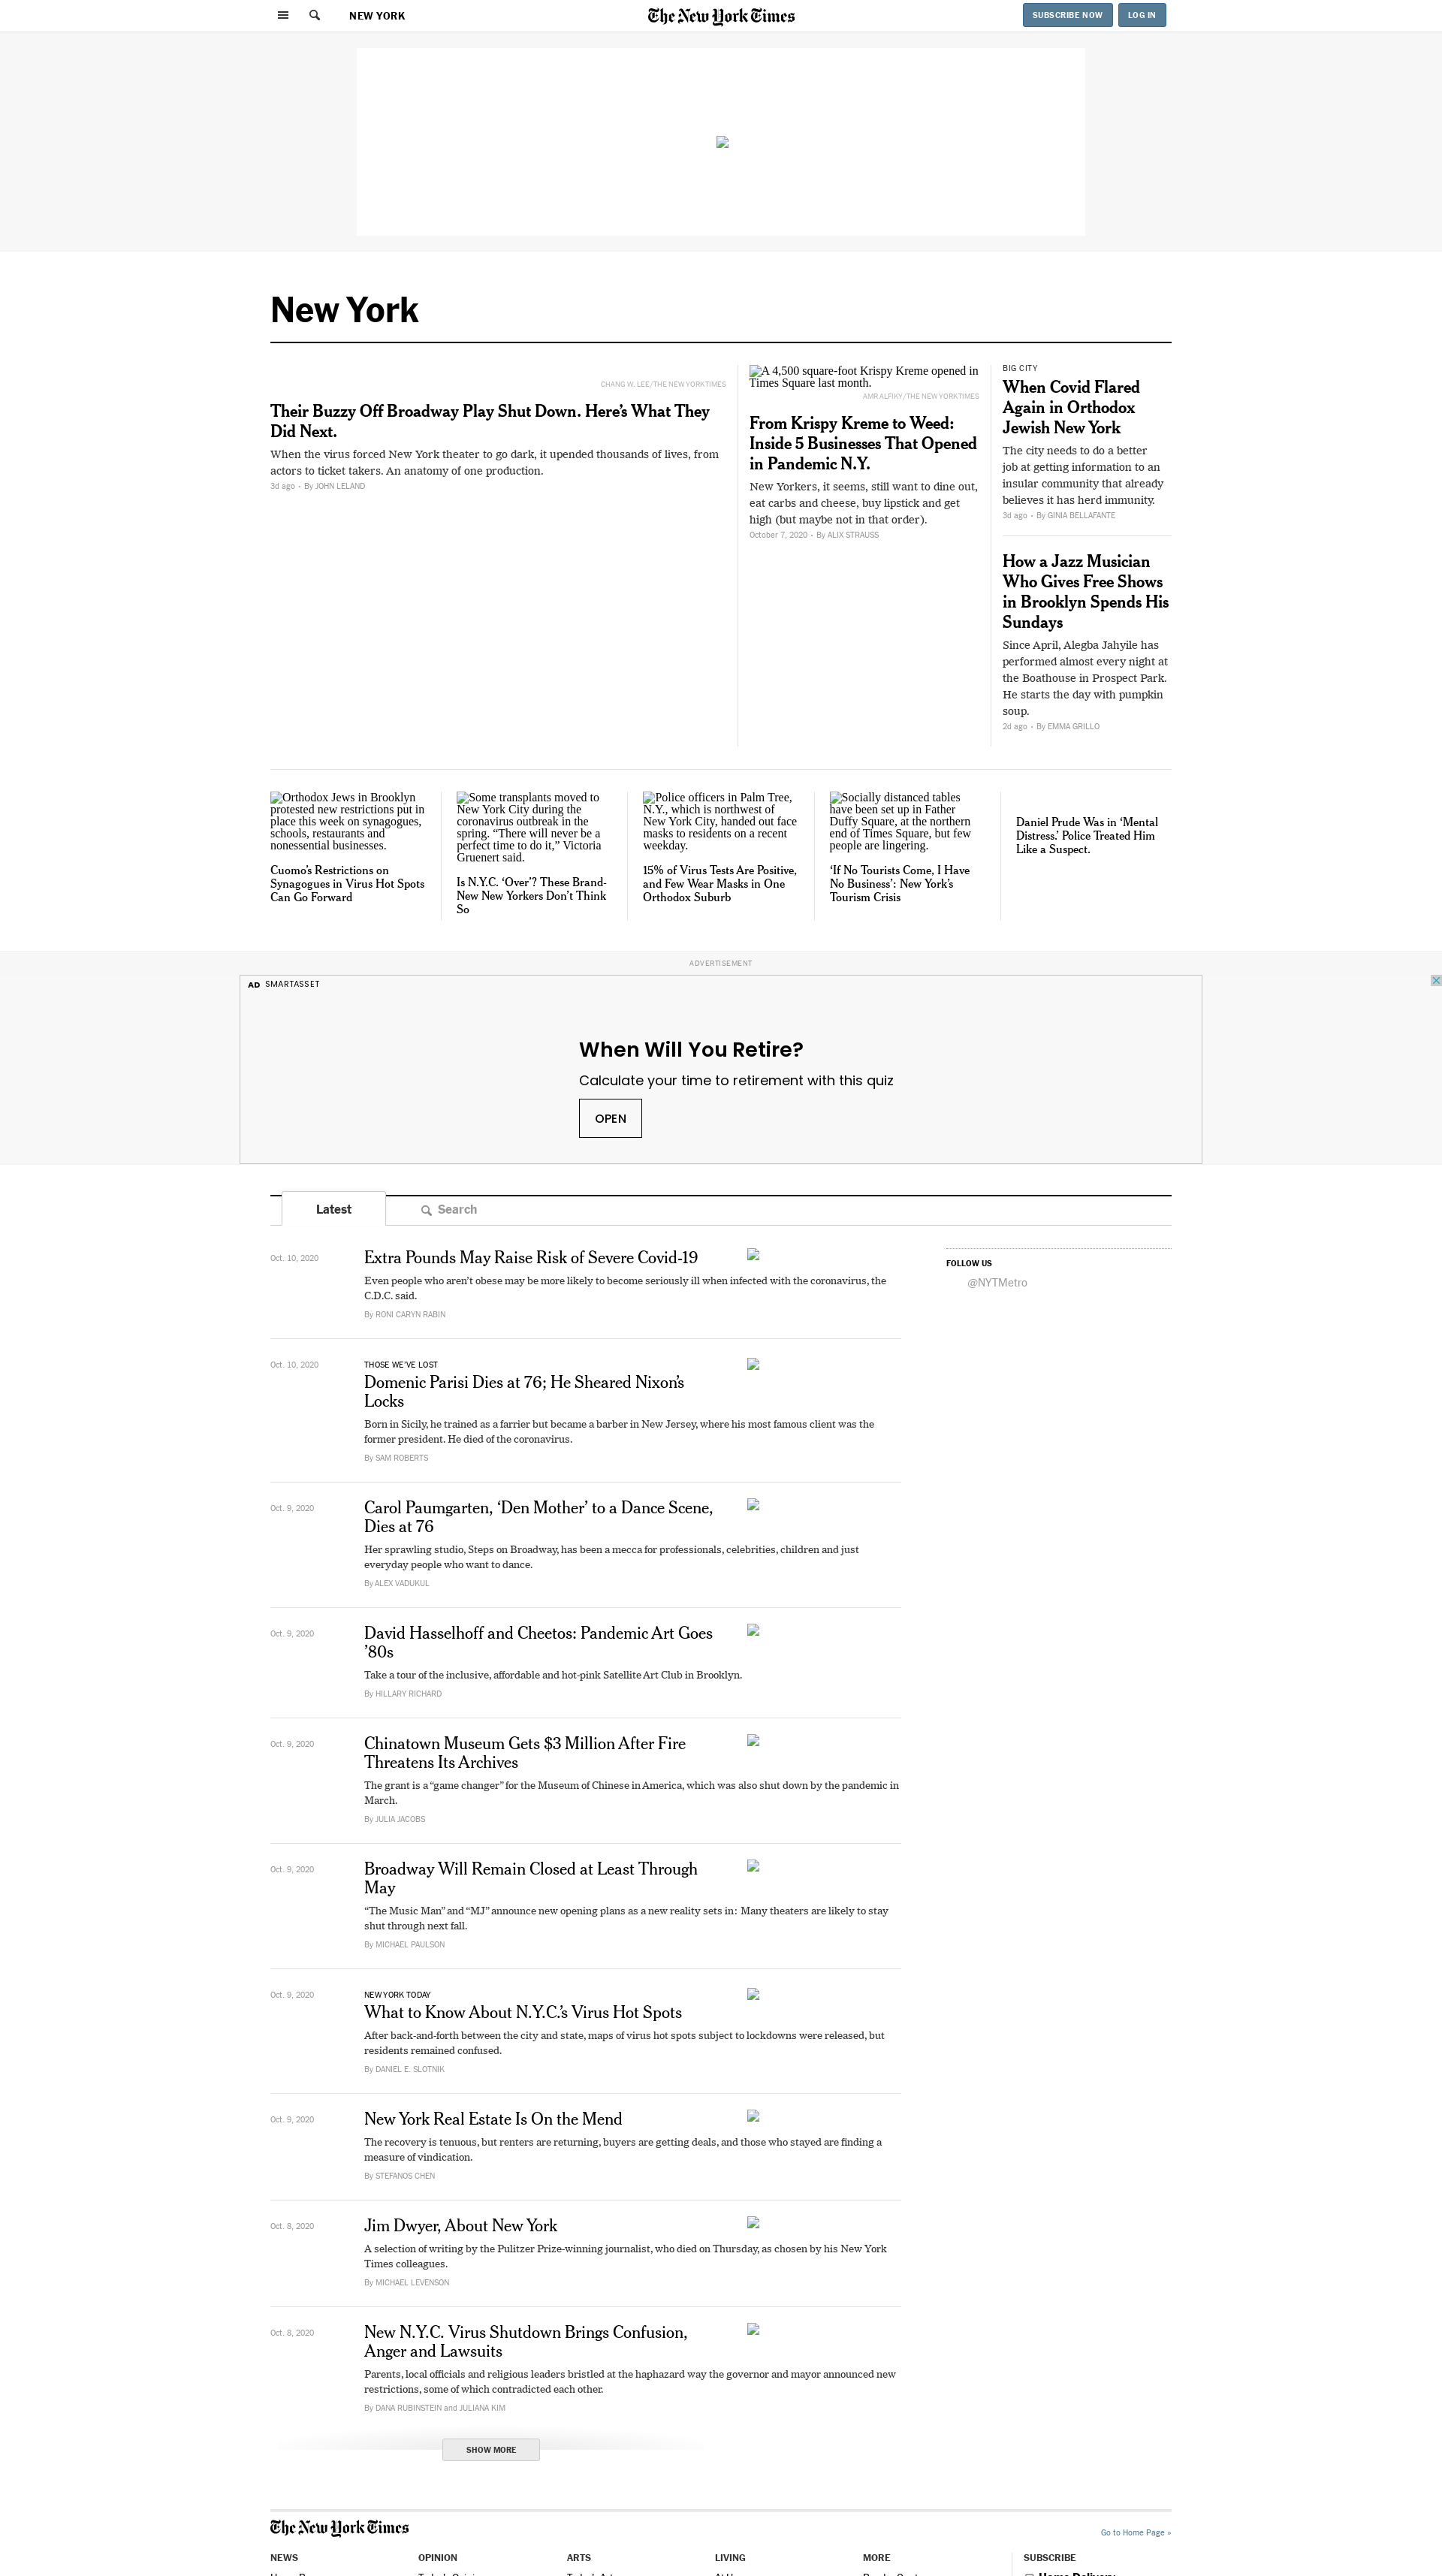 NEW YORK
The New York Times
SUBSCRIBE NOW
LOG IN
New York
CHANG W. LEE/THE NEW YORK TIMES
Their Buzzy Off Broadway Play Shut Down. Here’s What They
Did Next.
When the virus forced New York theater to go dark, it upended thousands of lives, from
actors to ticket takers. An anatomy of one production.
3d ago • By JOHN LELAND
A 4,500 square-foot Krispy Kreme opened in
Times Square last month.
AMR ALFIKY/THE NEW YORK TIMES
From Krispy Kreme to Weed:
Inside 5 Businesses That Opened
in Pandemic N.Y.
New Yorkers, it seems, still want to dine out,
eat carbs and cheese, buy lipstick and get
high (but maybe not in that order).
October 7, 2020 • By ALIX STRAUSS
BIG CITY
When Covid Flared
Again in Orthodox
Jewish New York
The city needs to do a better
job at getting information to an
insular community that already
believes it has herd immunity.
3d ago • By GINIA BELLAFANTE
How a Jazz Musician
Who Gives Free Shows
in Brooklyn Spends His
Sundays
Since April, Alegba Jahyile has
performed almost every night at
the Boathouse in Prospect Park.
He starts the day with pumpkin
soup.
2d ago • By EMMA GRILLO
Orthodox Jews in Brooklyn
protested new restrictions put in
place this week on synagogues,
schools, restaurants and
nonessential businesses.
Cuomo’s Restrictions on
Synagogues in Virus Hot Spots
Can Go Forward
Some transplants moved to
New York City during the
coronavirus outbreak in the
spring. “There will never be a
perfect time to do it,” Victoria
Gruenert said.
Is N.Y.C. ‘Over’? These Brand-
New New Yorkers Don’t Think
So
Police officers in Palm Tree,
N.Y., which is northwest of
New York City, handed out face
masks to residents on a recent
weekday.
15% of Virus Tests Are Positive,
and Few Wear Masks in One
Orthodox Suburb
Socially distanced tables
have been set up in Father
Duffy Square, at the northern
end of Times Square, but few
people are lingering.
‘If No Tourists Come, I Have
No Business’: New York’s
Tourism Crisis
Daniel Prude Was in ‘Mental
Distress.’ Police Treated Him
Like a Suspect.
ADVERTISEMENT
AD SMARTASSET
When Will You Retire?
Calculate your time to retirement with this quiz
OPEN
Latest
Search
Oct. 10, 2020
Extra Pounds May Raise Risk of Severe Covid-19
Even people who aren’t obese may be more likely to become seriously ill when infected with the coronavirus, the
C.D.C. said.
By RONI CARYN RABIN
FOLLOW US
@NYTMetro
Oct. 10, 2020
THOSE WE’VE LOST
Domenic Parisi Dies at 76; He Sheared Nixon’s
Locks
Born in Sicily, he trained as a farrier but became a barber in New Jersey, where his most famous client was the
former president. He died of the coronavirus.
By SAM ROBERTS
Oct. 9, 2020
Carol Paumgarten, ‘Den Mother’ to a Dance Scene,
Dies at 76
Her sprawling studio, Steps on Broadway, has been a mecca for professionals, celebrities, children and just
everyday people who want to dance.
By ALEX VADUKUL
Oct. 9, 2020
David Hasselhoff and Cheetos: Pandemic Art Goes
’80s
Take a tour of the inclusive, affordable and hot-pink Satellite Art Club in Brooklyn.
By HILLARY RICHARD
Oct. 9, 2020
Chinatown Museum Gets $3 Million After Fire
Threatens Its Archives
The grant is a “game changer” for the Museum of Chinese in America, which was also shut down by the pandemic in
March.
By JULIA JACOBS
Oct. 9, 2020
Broadway Will Remain Closed at Least Through
May
“The Music Man” and “MJ” announce new opening plans as a new reality sets in: Many theaters are likely to stay
shut through next fall.
By MICHAEL PAULSON
Oct. 9, 2020
NEW YORK TODAY
What to Know About N.Y.C.’s Virus Hot Spots
After back-and-forth between the city and state, maps of virus hot spots subject to lockdowns were released, but
residents remained confused.
By DANIEL E. SLOTNIK
Oct. 9, 2020
New York Real Estate Is On the Mend
The recovery is tenuous, but renters are returning, buyers are getting deals, and those who stayed are finding a
measure of vindication.
By STEFANOS CHEN
Oct. 8, 2020
Jim Dwyer, About New York
A selection of writing by the Pulitzer Prize-winning journalist, who died on Thursday, as chosen by his New York
Times colleagues.
By MICHAEL LEVENSON
Oct. 8, 2020
New N.Y.C. Virus Shutdown Brings Confusion,
Anger and Lawsuits
Parents, local officials and religious leaders bristled at the haphazard way the governor and mayor announced new
restrictions, some of which contradicted each other.
By DANA RUBINSTEIN and JULIANA KIM
SHOW MORE
The New York Times
Go to Home Page »
NEWS
OPINION
ARTS
LIVING
MORE
SUBSCRIBE